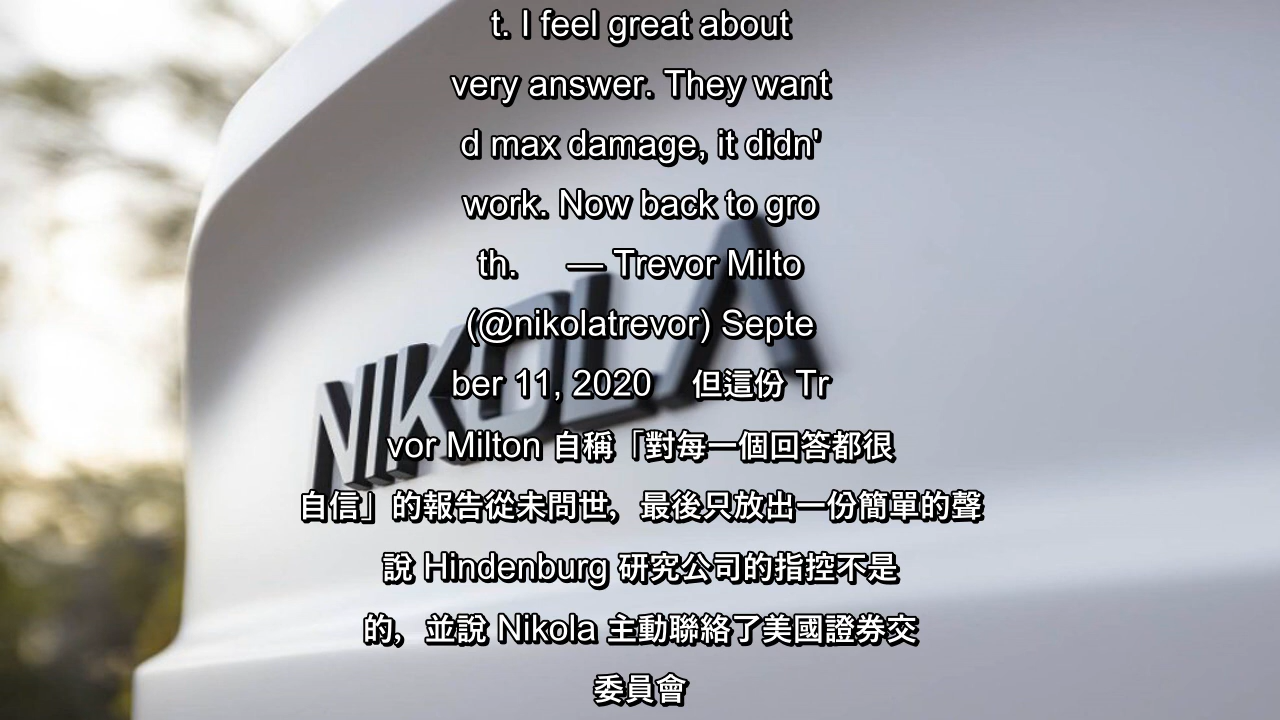 t. I feel great about
very answer. They want
d max damage, it didn'
work. Now back to gro
th. — Trevor Milto
(@nikolatrevor) Septe
ber 11, 2020 但這份 Tr
vor Milton 自稱「對每一個回答都很
自信」的報告從未問世，最後只放出一份簡單的聲
說 Hindenburg 研究公司的指控不是
的，並說 Nikola 主動聯絡了美國證券交
委員會
NIKOLA